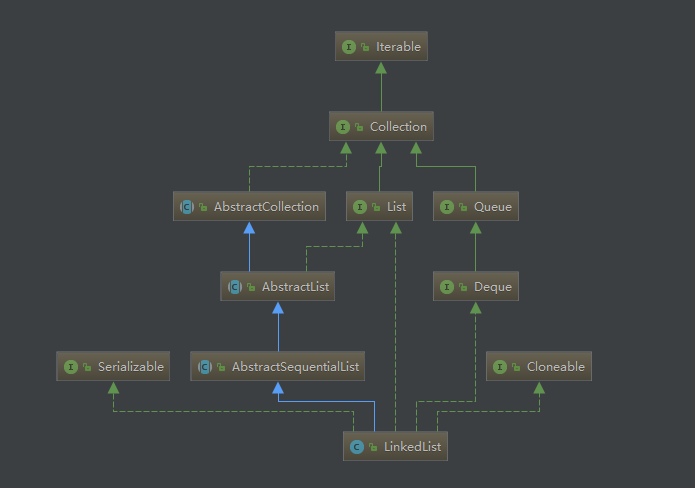 I Iterable
I Collection
C AbstractCollection
I List
I Queue
C AbstractList
I Deque
I Serializable
C AbstractSequentialList
I Cloneable
C LinkedList